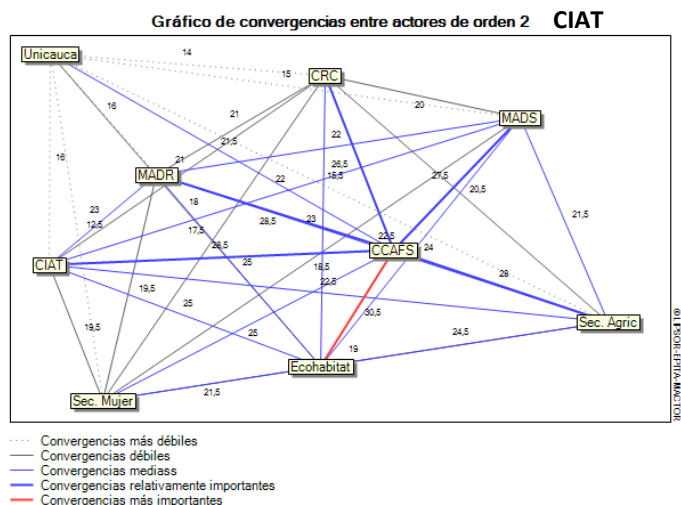 Gráfico de convergencias entre actores de orden 2 CIAT
Unicauca
14
CRC
15
20
16
MADS
21
22
21,5
16
21
26,5
15,5
27,5
MADR
22
20,5
18
23
12,5
28,5
23
21,5
17,5
22,5
28,5
24
CCAFS
CIAT
25
18,5
28
22,5
19,5
25
30,5
Sec. Agric
19,5
25
24,5
19
Ecohabitat
21,5
Sec. Mujer
©LIPSOR-EPITA-MACTOR
Convergencias más débiles
Convergencias débiles
Convergencias mediass
Convergencias relativamente importantes
Convergencias más importantes